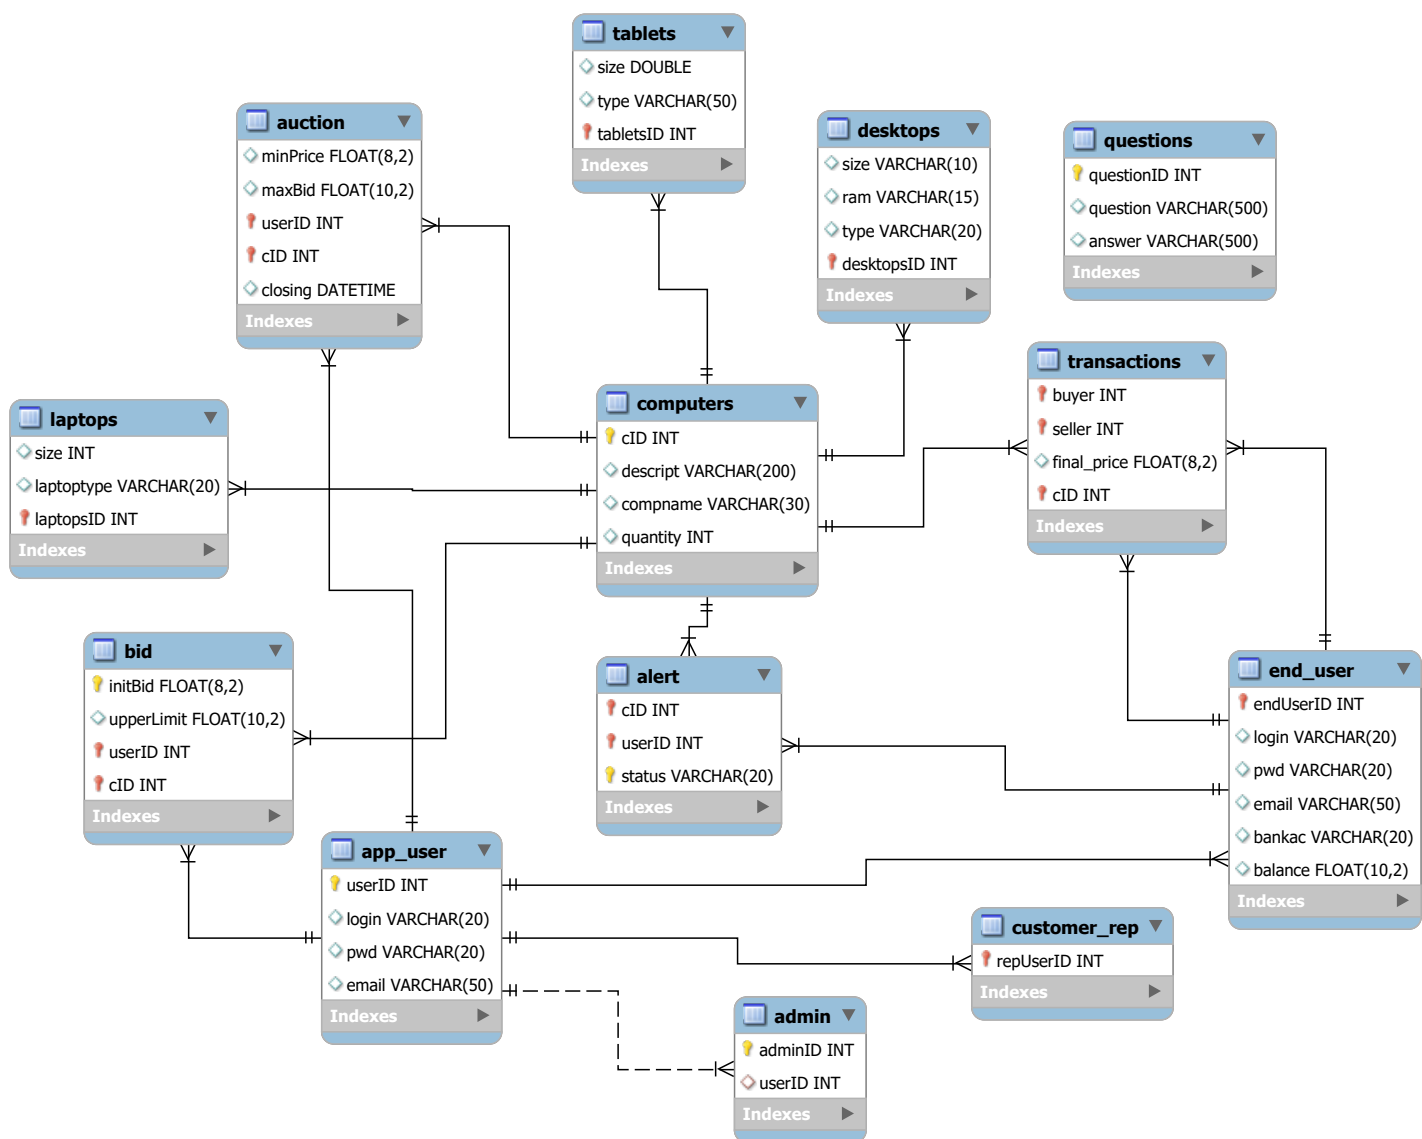 tablets
size DOUBLE
type VARCHAR(50)
tabletsID INT
Indexes
auction
minPrice FLOAT(8,2)
maxBid FLOAT(10,2)
userID INT
cID INT
closing DATETIME
Indexes
desktops
size VARCHAR(10)
ram VARCHAR(15)
type VARCHAR(20)
desktopsID INT
Indexes
questions
questionID INT
question VARCHAR(500)
answer VARCHAR(500)
Indexes
transactions
buyer INT
seller INT
final_price FLOAT(8,2)
cID INT
Indexes
computers
cID INT
descript VARCHAR(200)
compname VARCHAR(30)
quantity INT
Indexes
laptops
size INT
laptoptype VARCHAR(20)
laptopsID INT
Indexes
bid
initBid FLOAT(8,2)
upperLimit FLOAT(10,2)
userID INT
cID INT
Indexes
alert
cID INT
userID INT
status VARCHAR(20)
Indexes
end_user
endUserID INT
login VARCHAR(20)
pwd VARCHAR(20)
email VARCHAR(50)
bankac VARCHAR(20)
balance FLOAT(10,2)
Indexes
app_user
userID INT
login VARCHAR(20)
pwd VARCHAR(20)
email VARCHAR(50)
Indexes
customer_rep
repUserID INT
Indexes
admin
adminID INT
userID INT
Indexes